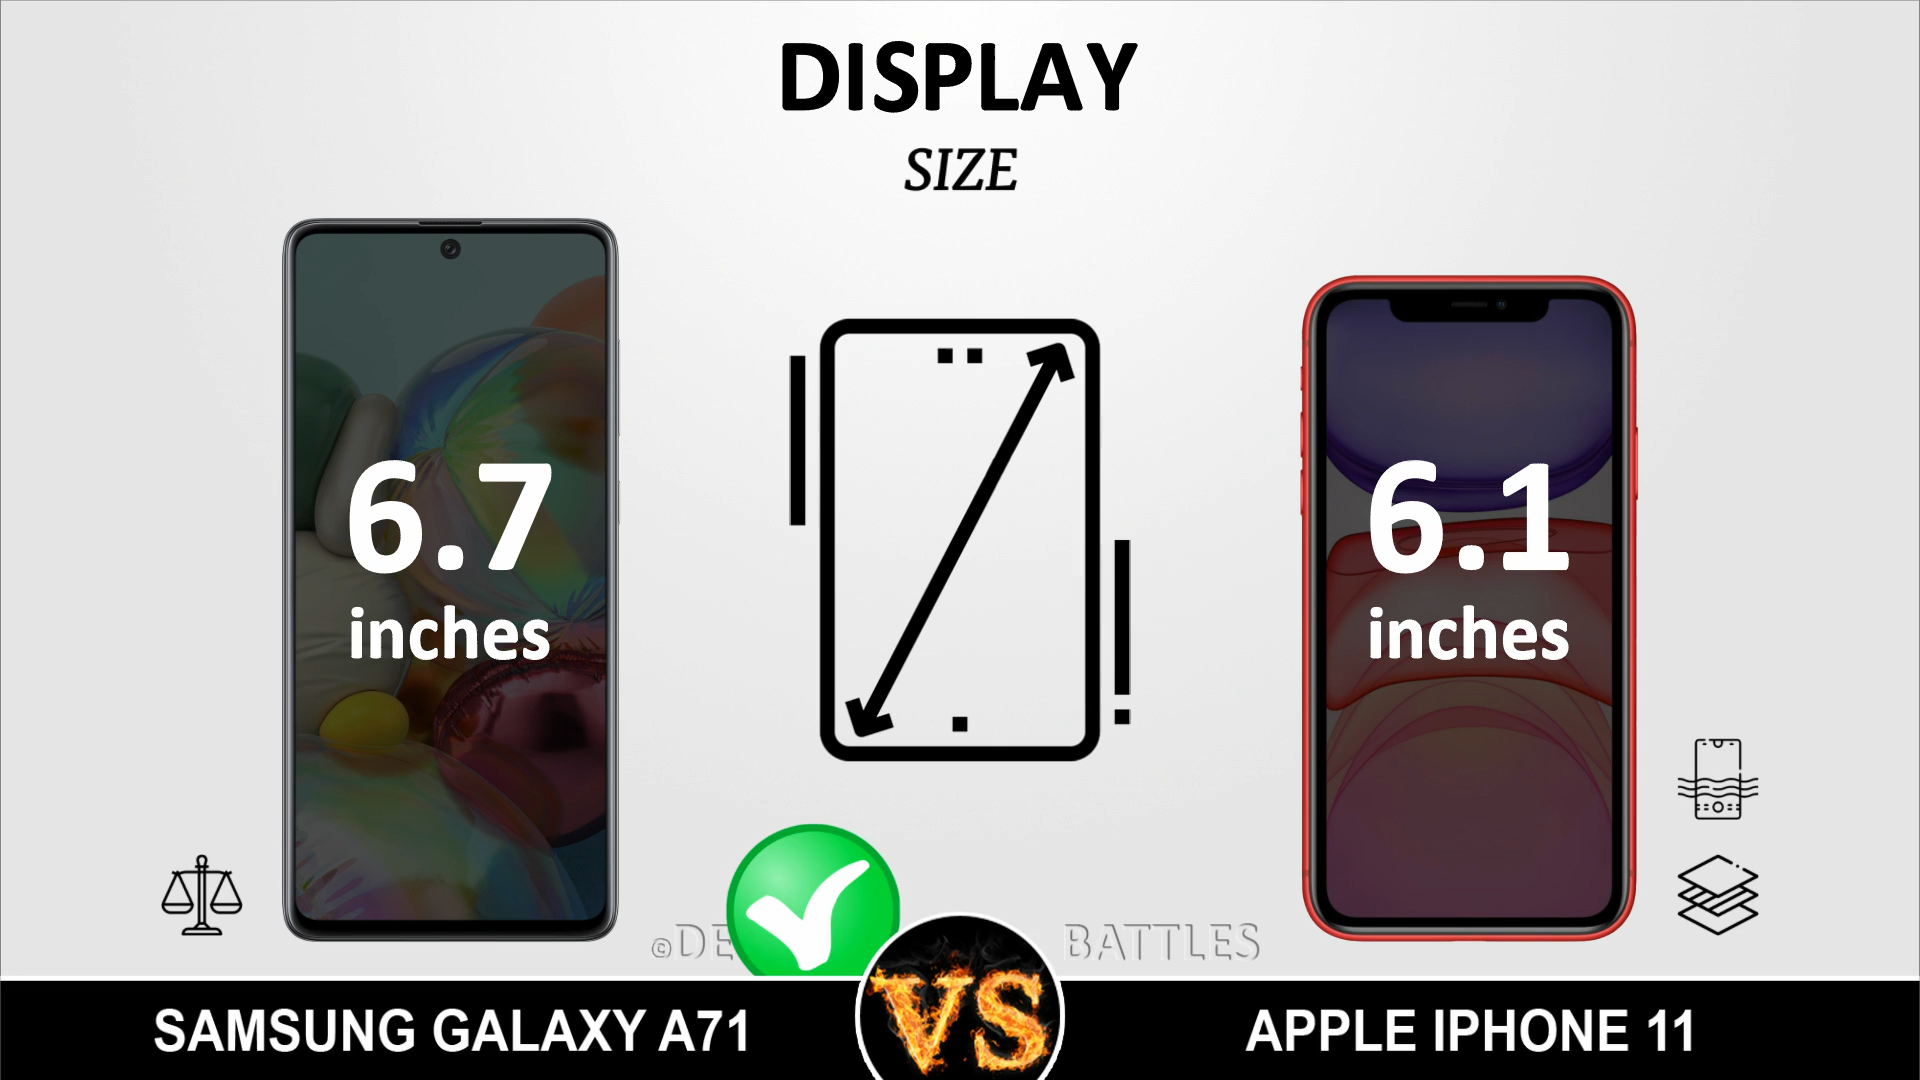 DISPLAY
SIZE
6.7
inches
6.1
inches
© BATTLES
VS
SAMSUNG GALAXY A71
APPLE IPHONE 11